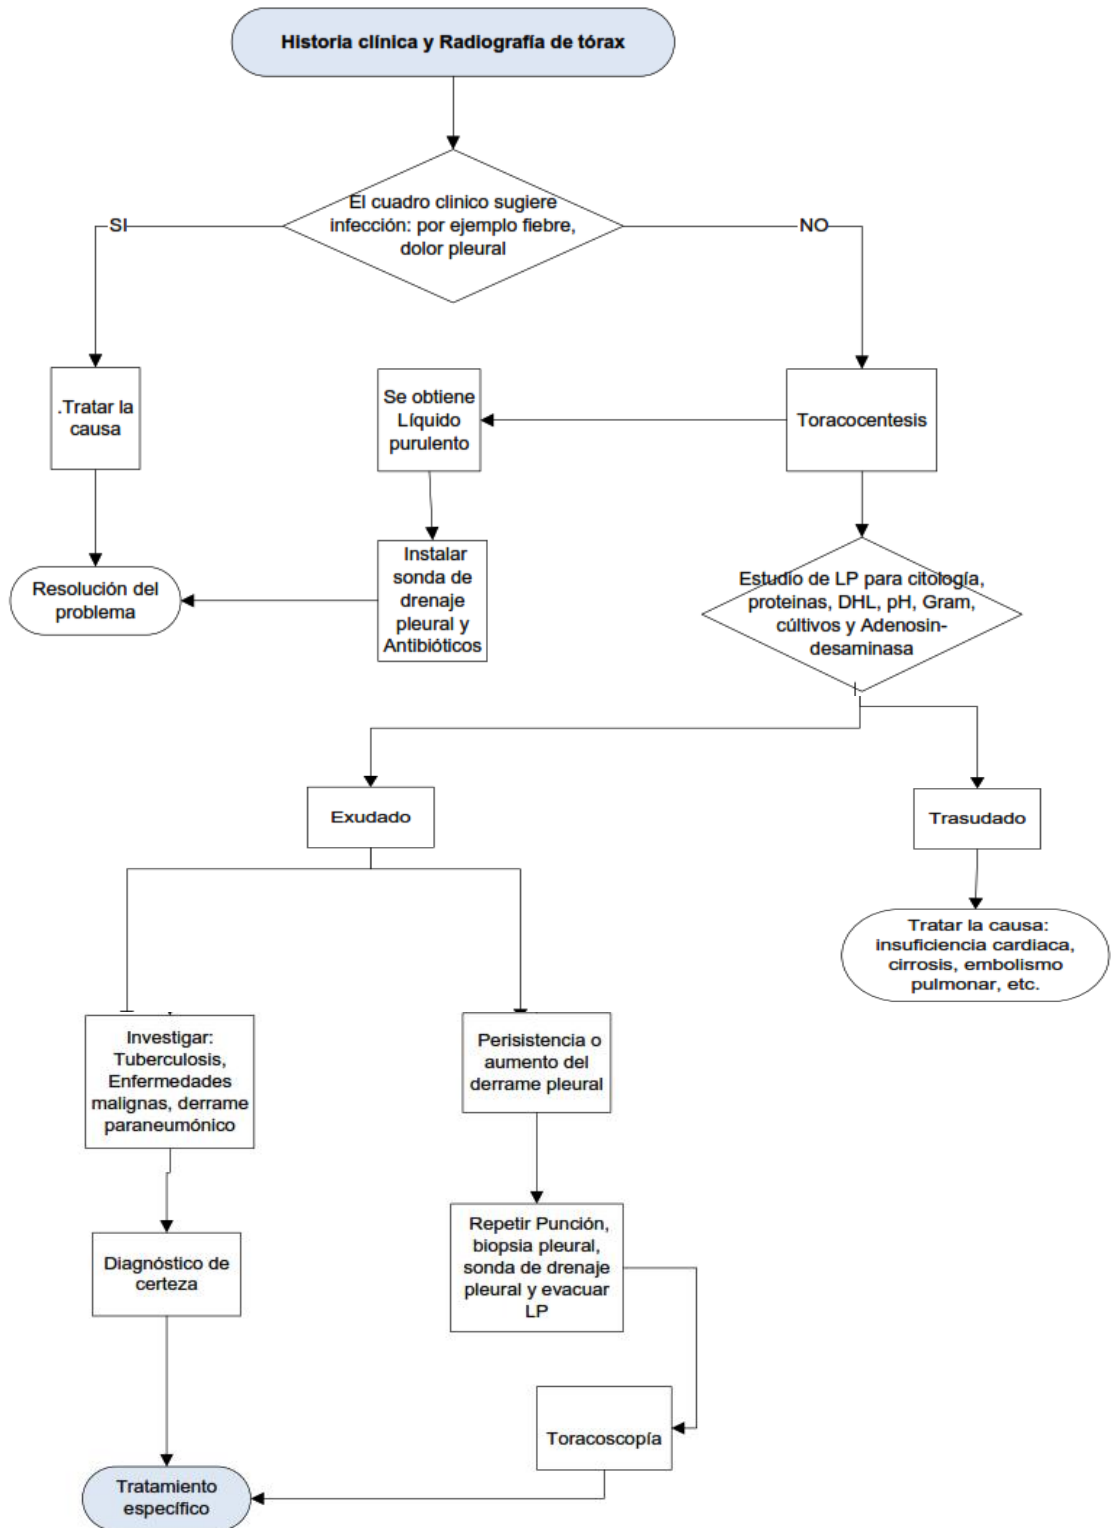 Historia clínica y Radiografía de tórax
El cuadro clinico sugiere
infección: por ejemplo fiebre,
dolor pleural
SI
NO
.Tratar la
causa
Se obtiene
Líquido
purulento
Toracocentesis
Resolución del
problema
Instalar
sonda de
drenaje
pleural y
Antibióticos
Estudio de LP para citología,
proteinas, DHL, pH, Gram,
cúltivos y Adenosin-
desaminasa
Exudado
Trasudado
Tratar la causa:
insuficiencia cardiaca,
cirrosis, embolismo
pulmonar, etc.
Investigar:
Tuberculosis,
Enfermedades
malignas, derrame
paraneumónico
Perisistencia o
aumento del
derrame pleural
Diagnóstico de
certeza
Repetir Punción,
biopsia pleural,
sonda de drenaje
pleural y evacuar
LP
Toracoscopía
Tratamiento
específico